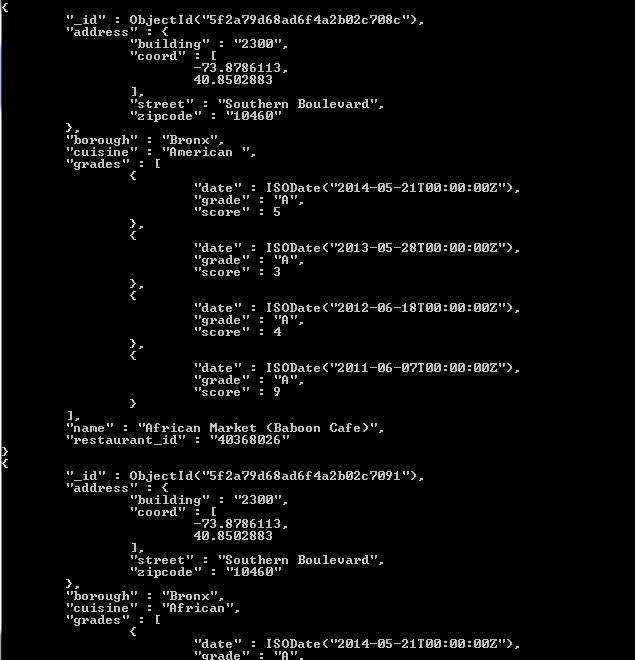 {
"_id" : ObjectId("5f2a79d68ad6f4a2b02c708c"),
"address" : {
"building" : "2300",
"coord" : [
-73.8786113,
40.8502883
],
"street" : "Southern Boulevard",
"zipcode" : "10460"
},
"borough" : "Bronx",
"cuisine" : "American ",
"grades" : [
{
"date" : ISODate("2014-05-21T00:00:00Z"),
"grade" : "A",
"score" : 5
},
{
"date" : ISODate("2013-05-28T00:00:00Z"),
"grade" : "A",
"score" : 3
},
{
"date" : ISODate("2012-06-18T00:00:00Z"),
"grade" : "A",
"score" : 4
},
{
"date" : ISODate("2011-06-07T00:00:00Z"),
"grade" : "A",
"score" : 9
}
],
"name" : "African Market (Baboon Cafe)",
"restaurant_id" : "40368026"
}
{
"_id" : ObjectId("5f2a79d68ad6f4a2b02c7091"),
"address" : {
"building" : "2300",
"coord" : [
-73.8786113,
40.8502883
],
"street" : "Southern Boulevard",
"zipcode" : "10460"
},
"borough" : "Bronx",
"cuisine" : "African",
"grades" : [
{
"date" : ISODate("2014-05-21T00:00:00Z"),
"grade" : "A",